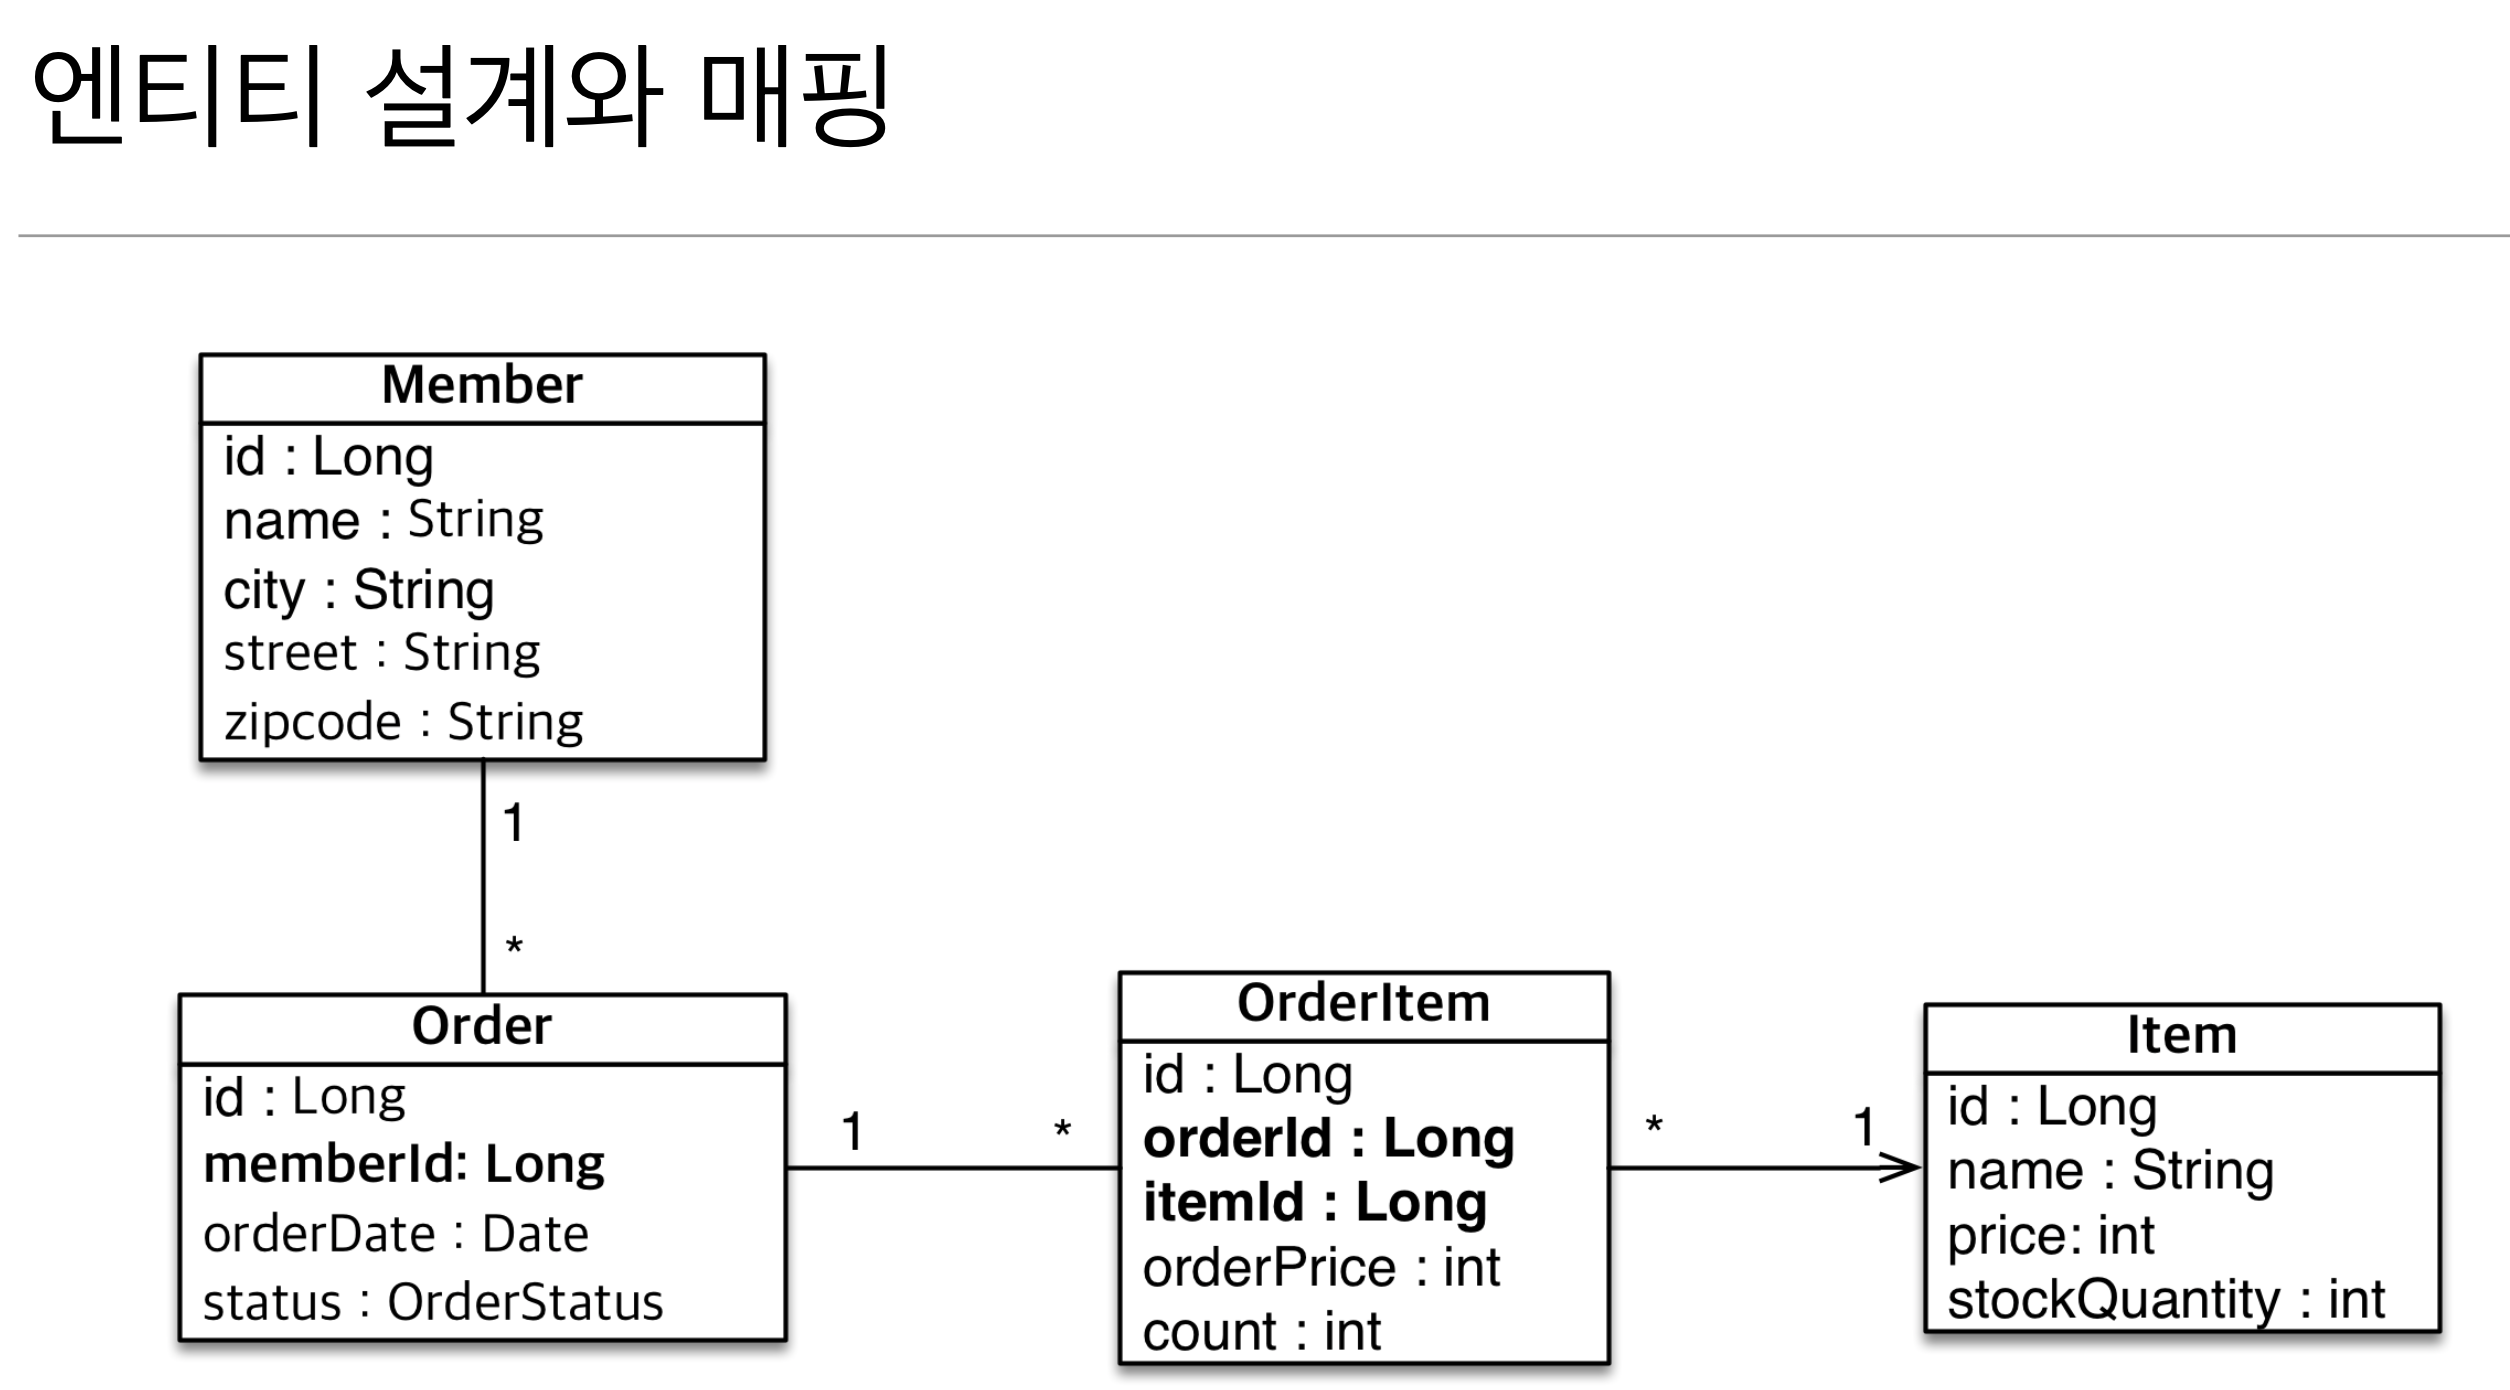 엔티티 설계와 매핑
Member
id : Long
name : String
city : String
street : String
zipcode : String
1
*
Order
id : Long
memberId: Long
orderDate : Date
status : OrderStatus
1
*
OrderItem
id : Long
orderId : Long
itemId : Long
orderPrice : int
count : int
*
1
Item
id : Long
name : String
price: int
stockQuantity : int